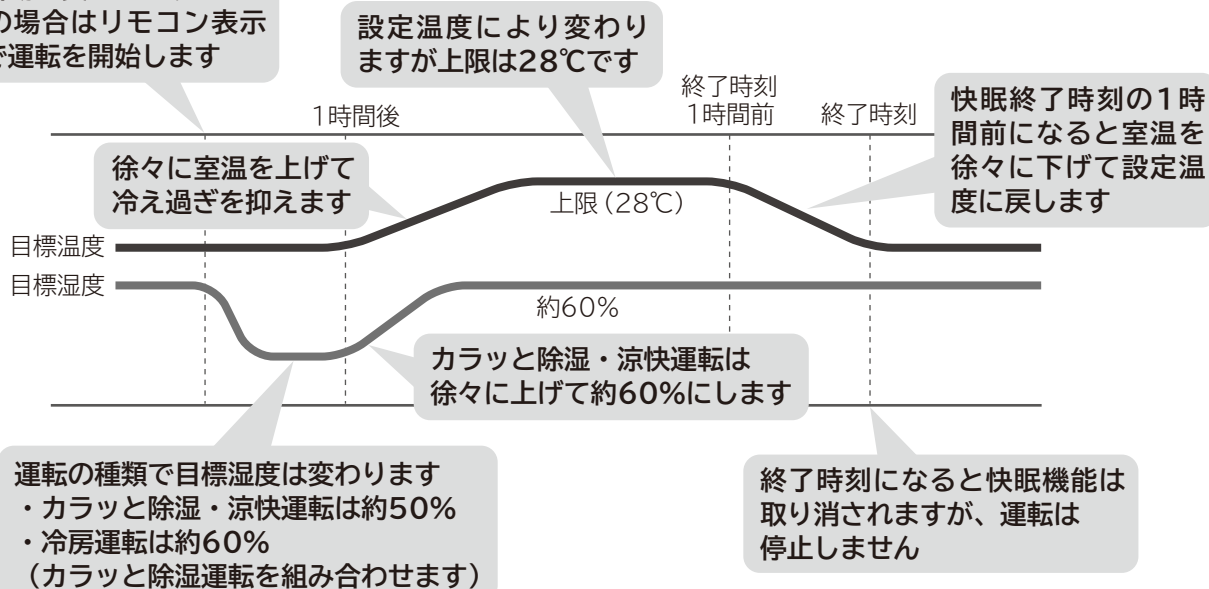 の場合はリモコン表示
で運転を開始します
設定温度により変わり
ますが上限は28℃です
1時間後
終了時刻
1時間前
終了時刻
快眠終了時刻の1時
間前になると室温を
徐々に下げて設定温
度に戻します
徐々に室温を上げて
冷え過ぎを抑えます
上限（28℃）
目標温度
目標湿度
約60%
カラッと除湿・涼快運転は
徐々に上げて約60%にします
運転の種類で目標湿度は変わります
・カラッと除湿・涼快運転は約50%
・冷房運転は約60%
（カラッと除湿運転を組み合わせます）
終了時刻になると快眠機能は
取り消されますが、運転は
停止しません